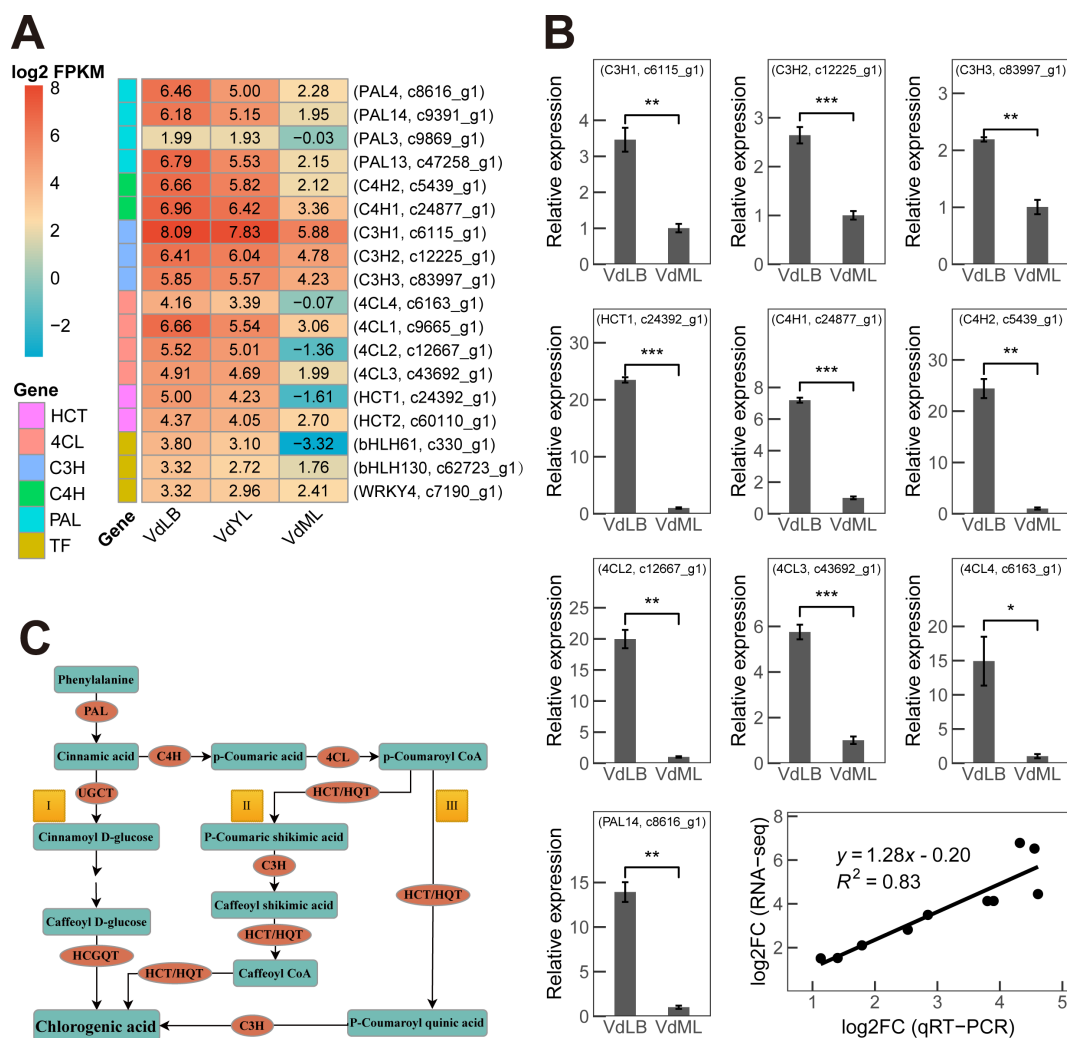 A
log2 FPKM
8
6
4
2
0
−2
6.46 5.00 2.28 (PAL4, c8616_g1)
6.18 5.15 1.95 (PAL14, c9391_g1)
1.99 1.93 −0.03 (PAL3, c9869_g1)
6.79 5.53 2.15 (PAL13, c47258_g1)
6.66 5.82 2.12 (C4H2, c5439_g1)
6.96 6.42 3.36 (C4H1, c24877_g1)
8.09 7.83 5.88 (C3H1, c6115_g1)
6.41 6.04 4.78 (C3H2, c12225_g1)
5.85 5.57 4.23 (C3H3, c83997_g1)
4.16 3.39 −0.07 (4CL4, c6163_g1)
6.66 5.54 3.06 (4CL1, c9665_g1)
5.52 5.01 −1.36 (4CL2, c12667_g1)
4.91 4.69 1.99 (4CL3, c43692_g1)
5.00 4.23 −1.61 (HCT1, c24392_g1)
4.37 4.05 2.70 (HCT2, c60110_g1)
3.80 3.10 −3.32 (bHLH61, c330_g1)
3.32 2.72 1.76 (bHLH130, c62723_g1)
3.32 2.96 2.41 (WRKY4, c7190_g1)
Gene VdLB VdYL VdML
Gene
HCT
4CL
C3H
C4H
PAL
TF
B
(C3H1, c6115_g1)
Relative expression
4
3
2
1
0
**
VdLB VdML
(C3H2, c12225_g1)
Relative expression
3
2
1
0
***
VdLB VdML
(C3H3, c83997_g1)
Relative expression
3
2
1
0
**
VdLB VdML
(HCT1, c24392_g1)
Relative expression
30
20
10
0
***
VdLB VdML
(C4H1, c24877_g1)
Relative expression
8
6
4
2
0
***
VdLB VdML
(C4H2, c5439_g1)
Relative expression
30
20
10
0
**
VdLB VdML
(4CL2, c12667_g1)
Relative expression
25
20
15
10
5
0
**
VdLB VdML
(4CL3, c43692_g1)
Relative expression
6
4
2
0
***
VdLB VdML
(4CL4, c6163_g1)
Relative expression
20
15
10
5
0
*
VdLB VdML
(PAL14, c8616_g1)
Relative expression
15
10
5
0
**
VdLB VdML
log2FC (RNA−seq)
8
6
4
2
y = 1.28x - 0.20
R² = 0.83
1 2 3 4 5
log2FC (qRT−PCR)
C
Phenylalanine
PAL
Cinnamic acid
C4H
p-Coumaric acid
4CL
p-Coumaroyl CoA
UGCT
HCT/HQT
I
II
III
Cinnamoyl D-glucose
P-Coumaric shikimic acid
C3H
HCT/HQT
Caffeoyl shikimic acid
Caffeoyl D-glucose
HCT/HQT
HCGQT
HCT/HQT
Caffeoyl CoA
Chlorogenic acid
C3H
P-Coumaroyl quinic acid